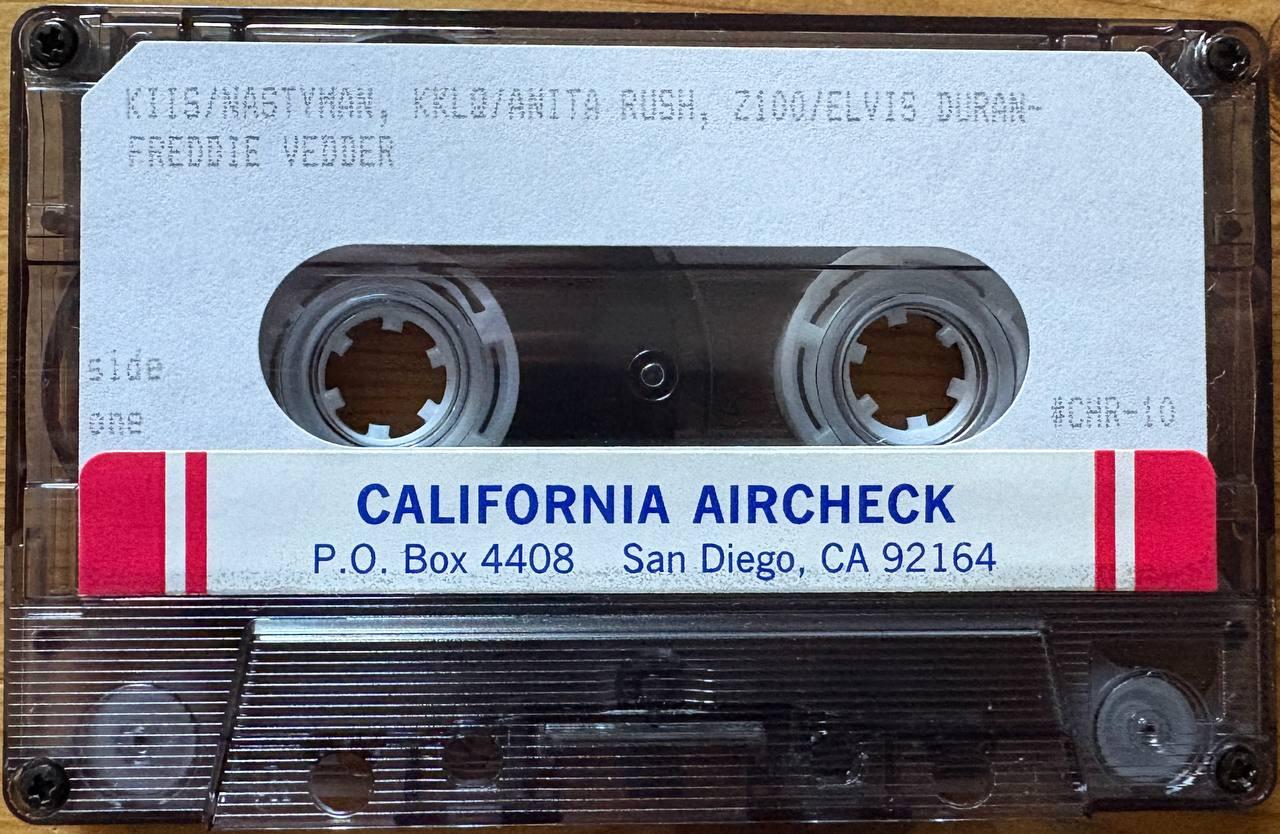 KIIS/NASTYMAN, KKLQ/ANITA RUSH, Z100/ELVIS DURAN-
FREDDIE VEDDER
side
one
#CHR-10
CALIFORNIA AIRCHECK
P.O. Box 4408 San Diego, CA 92164